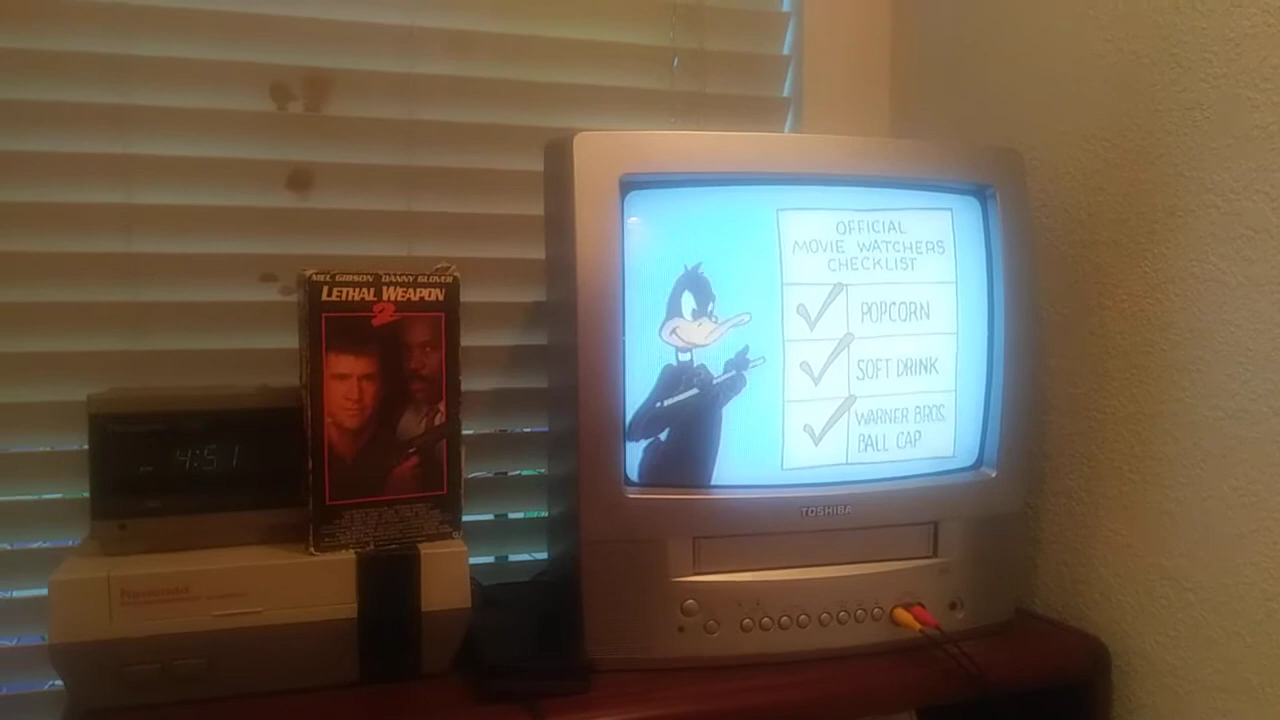 MEL GIBSON DANNY GLOVER
LETHAL WEAPON
2
4:51
Nintendo
OFFICIAL
MOVIE WATCHERS
CHECKLIST
POPCORN
SOFT DRINK
WARNER BROS.
BALL CAP
TOSHIBA